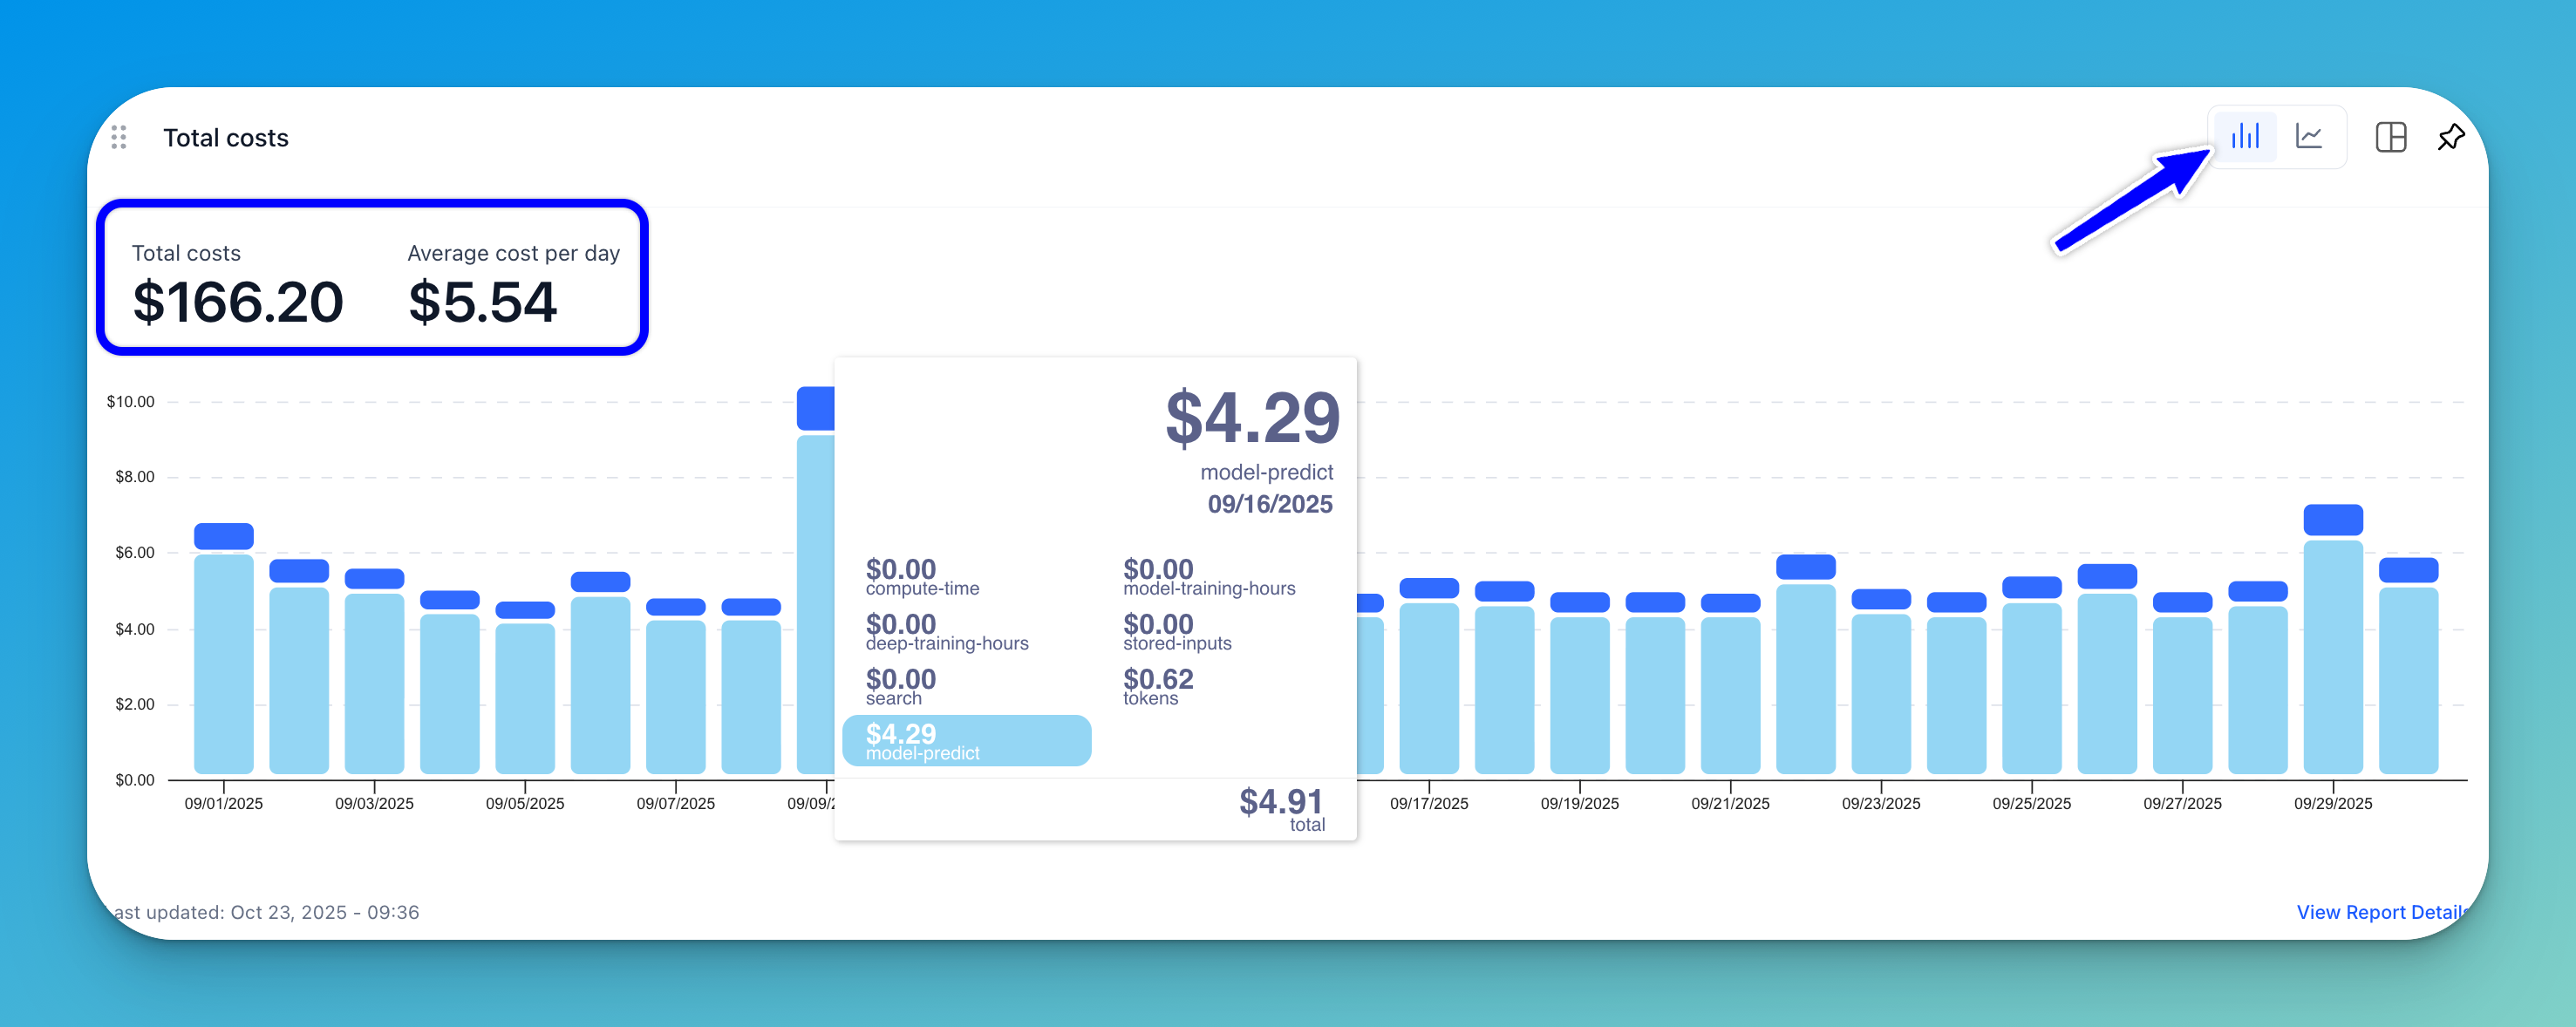 Total costs
Total costs
Average cost per day
$166.20
$5.54
$10.00
$8.00
$6.00
$4.00
$2.00
$0.00
$4.29
model-predict
09/16/2025
$0.00
compute-time
$0.00
model-training-hours
$0.00
deep-training-hours
$0.00
stored-inputs
$0.00
search
$0.62
tokens
$4.29
model-predict
$4.91
total
09/01/2025
09/03/2025
09/05/2025
09/07/2025
09/09/2
09/17/2025
09/19/2025
09/21/2025
09/23/2025
09/25/2025
09/27/2025
09/29/2025
ast updated: Oct 23, 2025 - 09:36
View Report Details